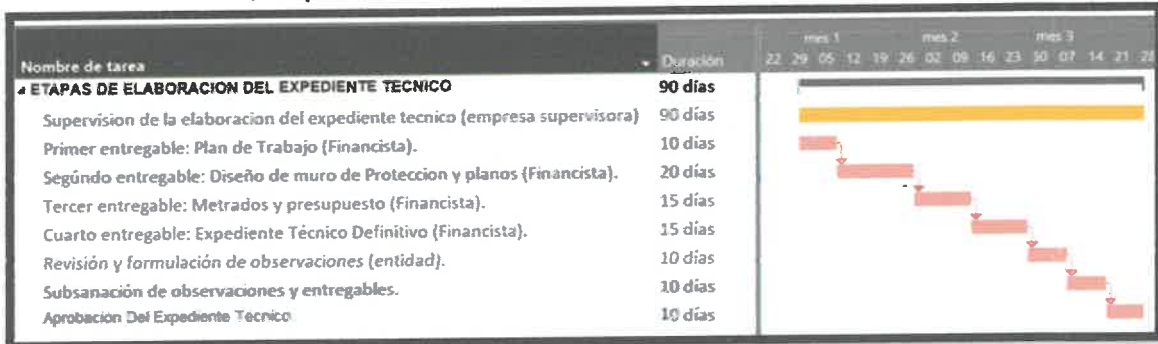 mes 1 mes 2 mes 3
Nombre de tarea Duración 22 29 05 12 19 26 02 09 16 23 30 07 14 21 28
ETAPAS DE ELABORACION DEL EXPEDIENTE TECNICO 90 días
Supervision de la elaboracion del expediente tecnico (empresa supervisora) 90 días
Primer entregable: Plan de Trabajo (Financista). 10 días
Segúndo entregable: Diseño de muro de Proteccion y planos (Financista). 20 días
Tercer entregable: Metrados y presupuesto (Financista). 15 días
Cuarto entregable: Expediente Técnico Definitivo (Financista). 15 días
Revisión y formulación de observaciones (entidad). 10 días
Subsanación de observaciones y entregables. 10 días
Aprobacion Del Expediente Tecnico 10 días